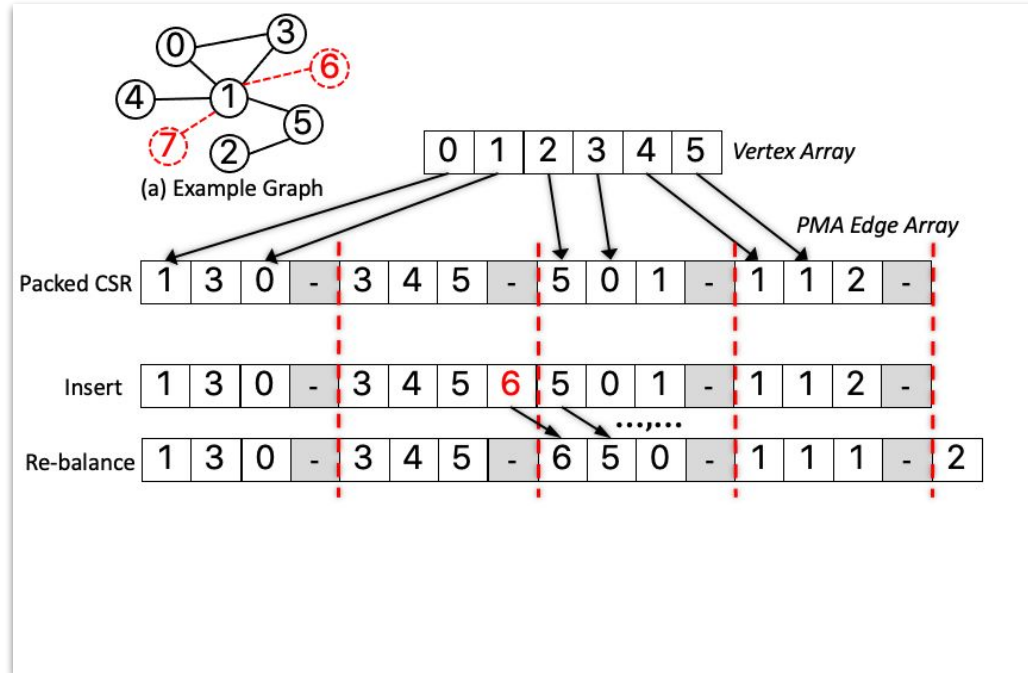 0 3
6
4 1
5
7 2
(a) Example Graph
0 1 2 3 4 5 Vertex Array
PMA Edge Array
Packed CSR 1 3 0 - 3 4 5 - 5 0 1 - 1 1 2 -
Insert 1 3 0 - 3 4 5 6 5 0 1 - 1 1 2 -
...,...
Re-balance 1 3 0 - 3 4 5 - 6 5 0 - 1 1 1 - 2